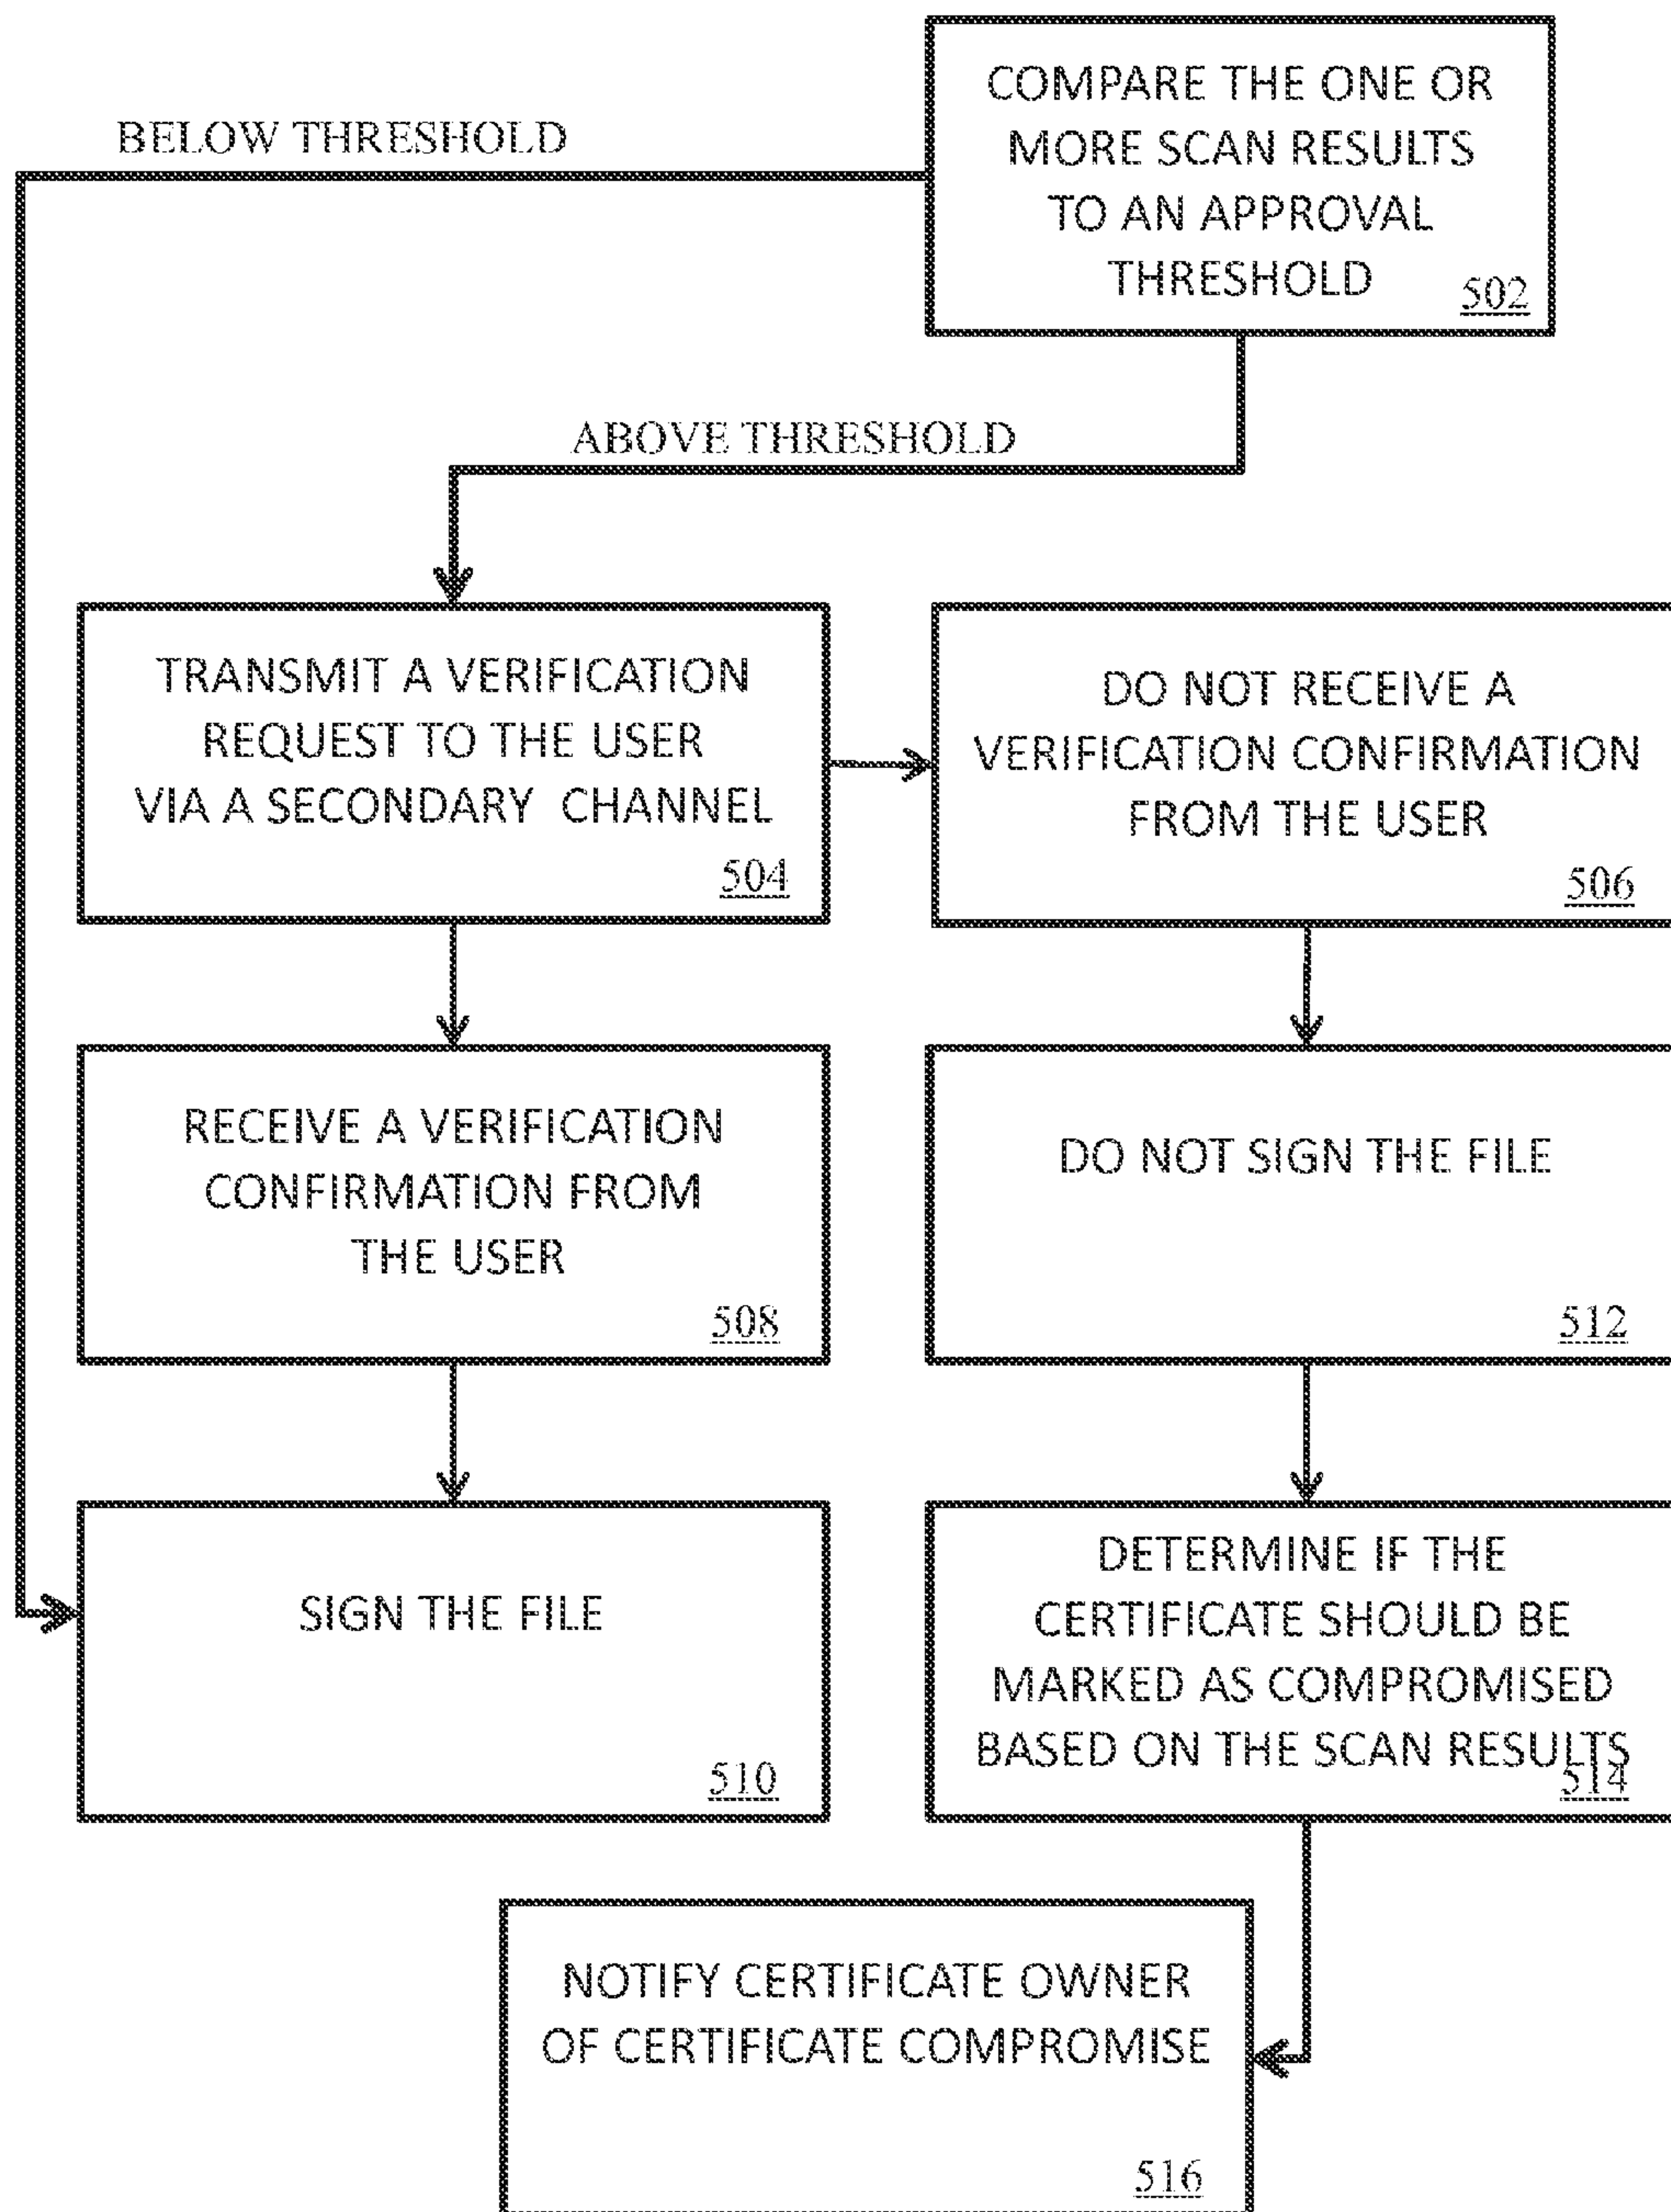 COMPARE THE ONE OR
MORE SCAN RESULTS
TO AN APPROVAL
THRESHOLD
502
BELOW THRESHOLD
ABOVE THRESHOLD
TRANSMIT A VERIFICATION
REQUEST TO THE USER
VIA A SECONDARY CHANNEL
504
DO NOT RECEIVE A
VERIFICATION CONFIRMATION
FROM THE USER
506
RECEIVE A VERIFICATION
CONFIRMATION FROM
THE USER
508
DO NOT SIGN THE FILE
512
SIGN THE FILE
510
DETERMINE IF THE
CERTIFICATE SHOULD BE
MARKED AS COMPROMISED
BASED ON THE SCAN RESULTS
514
NOTIFY CERTIFICATE OWNER
OF CERTIFICATE COMPROMISE
516